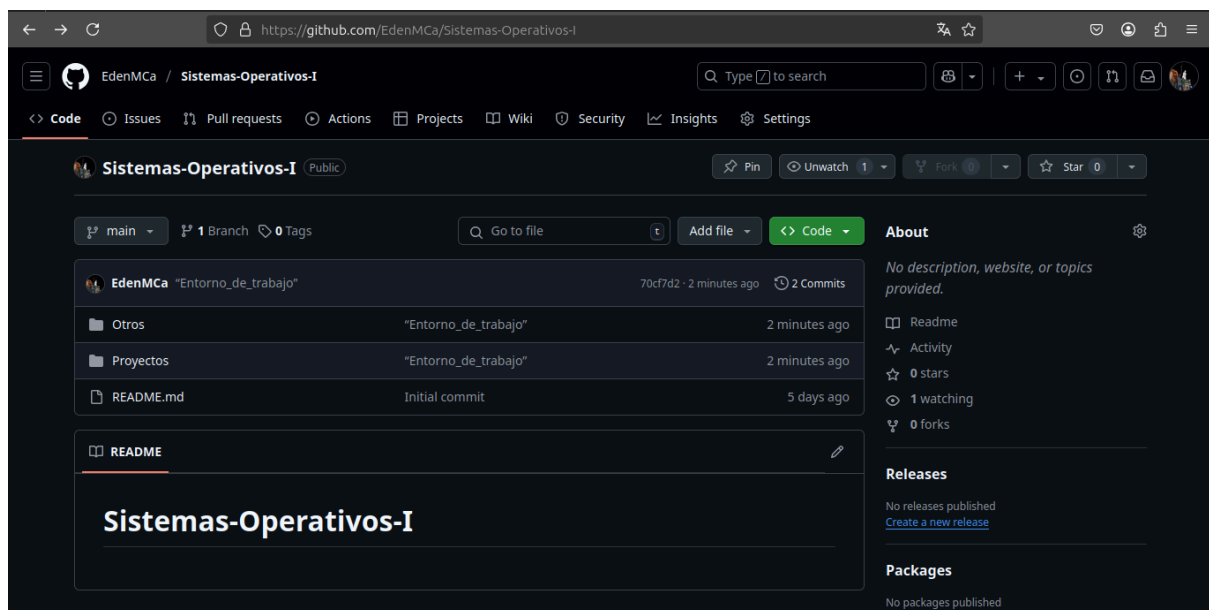 https://github.com/EdenMCa/Sistemas-Operativos-I
EdenMCa / Sistemas-Operativos-I
Type / to search
Code Issues Pull requests Actions Projects Wiki Security Insights Settings
Sistemas-Operativos-I Public
Pin Unwatch 1 Fork 0 Star 0
main 1 Branch 0 Tags Go to file t Add file Code
EdenMCa “Entorno_de_trabajo” 70cf7d2 · 2 minutes ago 2 Commits
Otros “Entorno_de_trabajo” 2 minutes ago
Proyectos “Entorno_de_trabajo” 2 minutes ago
README.md Initial commit 5 days ago
README
Sistemas-Operativos-I
About
No description, website, or topics
provided.
Readme
Activity
0 stars
1 watching
0 forks
Releases
No releases published
Create a new release
Packages
No packages published